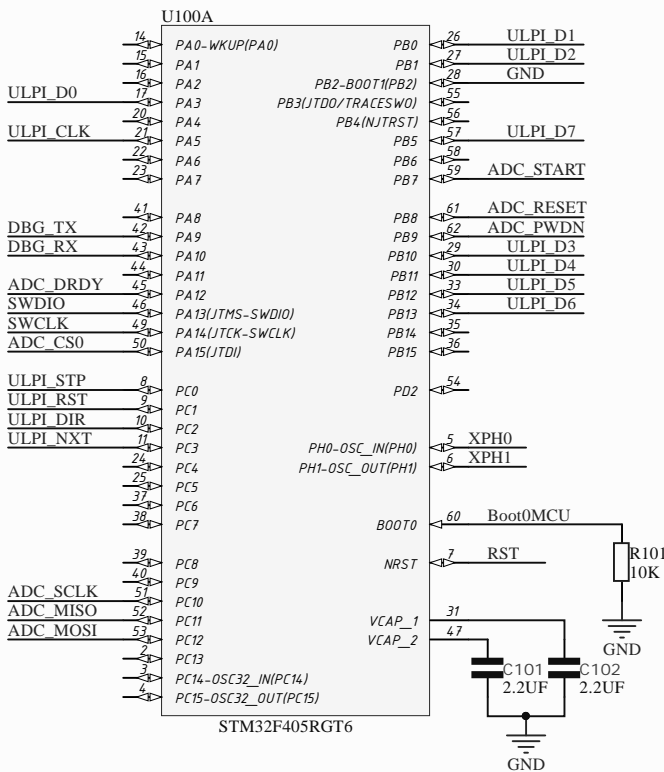 U100A
14 PA0-WKUP(PA0) PB0 26 ULPI_D1
15 PA1 PB1 27 ULPI_D2
16 PA2 PB2-BOOT1(PB2) 28 GND
ULPI_D0 17 PA3 PB3(JTDO/TRACESWO) 55
20 PA4 PB4(NJTRST) 56
ULPI_CLK 21 PA5 PB5 57 ULPI_D7
22 PA6 PB6 58
23 PA7 PB7 59 ADC_START
41 PA8 PB8 61 ADC_RESET
DBG_TX 42 PA9 PB9 62 ADC_PWDN
DBG_RX 43 PA10 PB10 29 ULPI_D3
44 PA11 PB11 30 ULPI_D4
ADC_DRDY 45 PA12 PB12 33 ULPI_D5
SWDIO 46 PA13(JTMS-SWDIO) PB13 34 ULPI_D6
SWCLK 49 PA14(JTCK-SWCLK) PB14 35
ADC_CS0 50 PA15(JTDI) PB15 36
ULPI_STP 8 PC0 PD2 54
ULPI_RST 9 PC1
ULPI_DIR 10 PC2
ULPI_NXT 11 PC3 PH0-OSC_IN(PH0) 5 XPH0
24 PC4 PH1-OSC_OUT(PH1) 6 XPH1
25 PC5
37 PC6
38 PC7 BOOT0 60 Boot0MCU
39 PC8 NRST 7 RST R101
40 PC9 10K
ADC_SCLK 51 PC10
ADC_MISO 52 PC11 VCAP_1 31
ADC_MOSI 53 PC12 VCAP_2 47 GND
2 PC13
3 PC14-OSC32_IN(PC14) C101 C102
4 PC15-OSC32_OUT(PC15) 2.2UF 2.2UF
STM32F405RGT6
GND